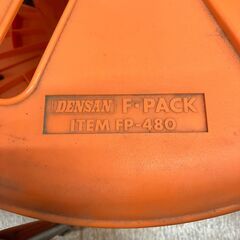 DENSAN F·PACK
ITEM FP-480